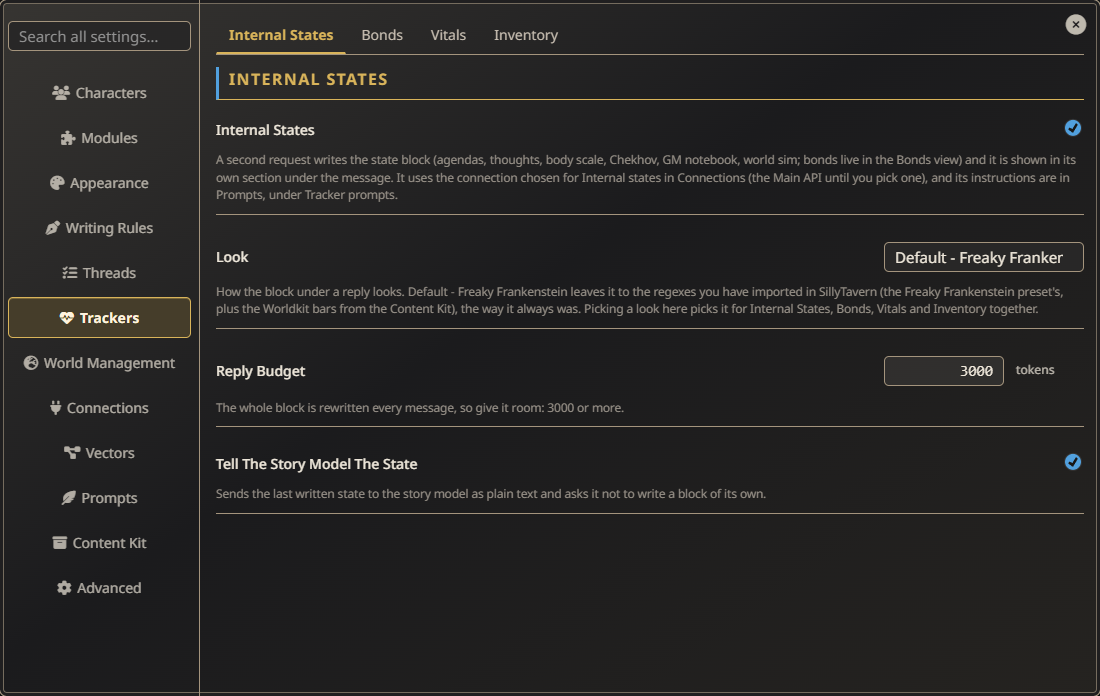 Search all settings...
Characters
Modules
Appearance
Writing Rules
Threads
Trackers
World Management
Connections
Vectors
Prompts
Content Kit
Advanced
Internal States
Bonds
Vitals
Inventory
INTERNAL STATES
Internal States
A second request writes the state block (agendas, thoughts, body scale, Chekhov, GM notebook, world sim; bonds live in the Bonds view) and it is shown in its
own section under the message. It uses the connection chosen for Internal states in Connections (the Main API until you pick one), and its instructions are in
Prompts, under Tracker prompts.
Look
Default - Freaky Franker
How the block under a reply looks. Default - Freaky Frankenstein leaves it to the regexes you have imported in SillyTavern (the Freaky Frankenstein preset's,
plus the Worldkit bars from the Content Kit), the way it always was. Picking a look here picks it for Internal States, Bonds, Vitals and Inventory together.
Reply Budget
3000
tokens
The whole block is rewritten every message, so give it room: 3000 or more.
Tell The Story Model The State
Sends the last written state to the story model as plain text and asks it not to write a block of its own.